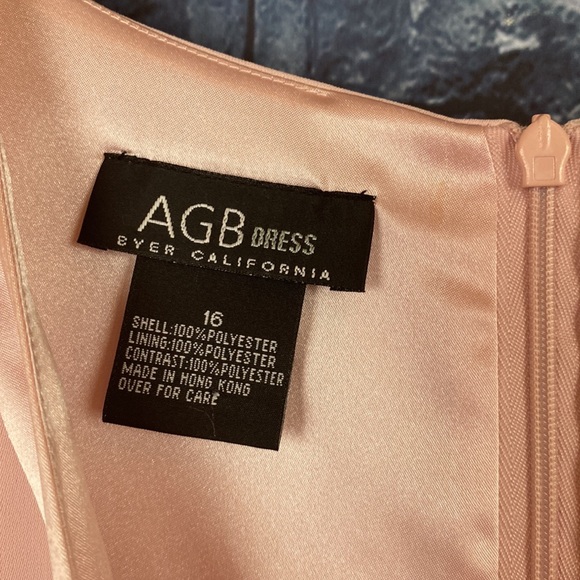 AGB DRESS
BYER CALIFORNIA
16
SHELL:100%POLYESTER
LINING:100%POLYESTER
CONTRAST:100%POLYESTER
MADE IN HONG KONG
OVER FOR CARE